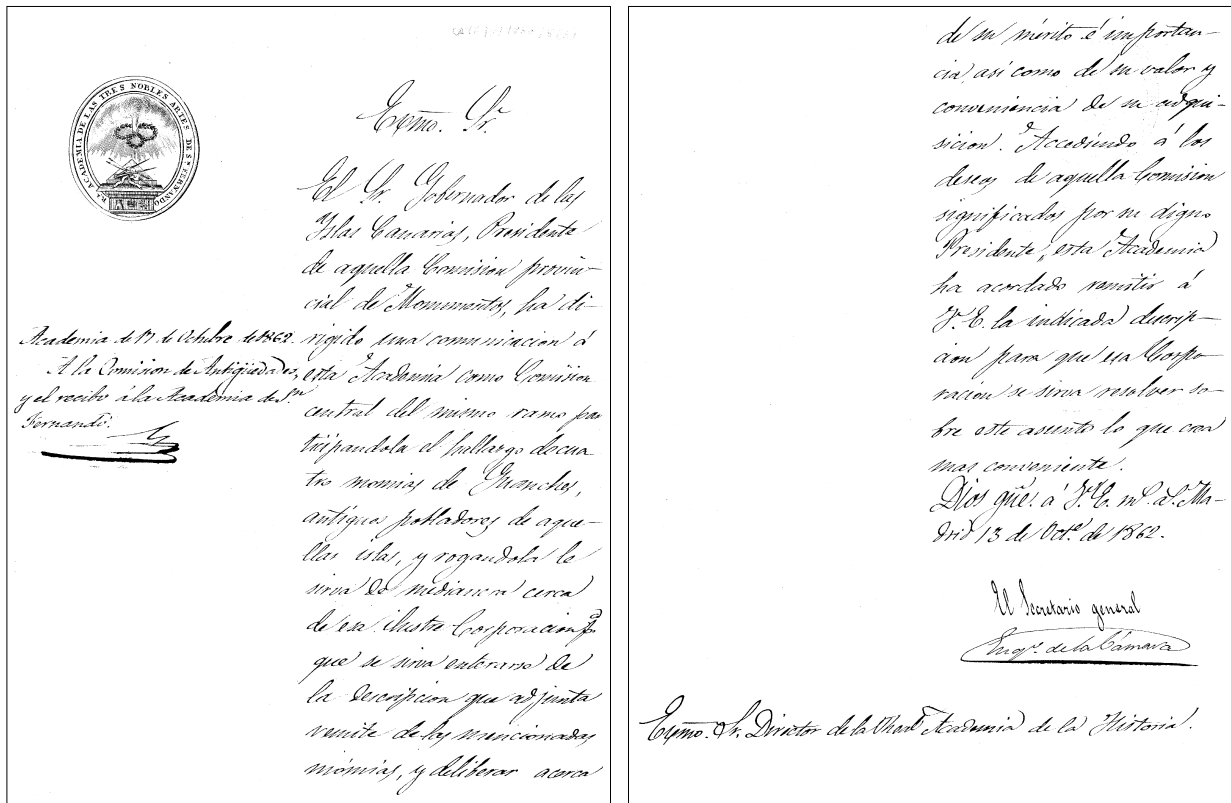 Rl. ACADEMIA DE LAS TRES NOBLES ARTES DE Sn. FERNANDO
Academia de 17 de Octubre de 1862.
A la Comision de Antigüedades,
y el recibo á la Academia de Sn.
Fernando.
Exmo. Sr.
El Sr. Gobernador de las
Islas Canarias, Presidente
de aquella Comision provin-
cial de Monumentos, ha di-
rigido una comunicacion á
esta Academia como Comision
central del mismo ramo par
ticipandola el hallazgo de cua
tro momias de Guanches,
antiguos pobladores de aque-
llas islas, y rogandola le
sirva de medianera cerca
de esa ilustre Corporacion pa
que se sirva enterarse de
la descripcion que adjunta
remite de las mencionadas
mómias, y deliberar acerca
de su mérito é importan-
cia, asi como de su valor y
conveniencia de su adqui-
sicion. Accediendo á los
deseos de aquella Comision
significados por su digno
Presidente, esta Academia
ha acordado remitir á
V. E. la indicada descrip-
cion para que esa Corpo-
racion se sirva resolver so-
bre este asunto lo que crea
mas conveniente.
Dios gûe. á V. E. ms. as. Ma-
drid 13 de Octe. de 1862.
El Secretario general
Eugo. de la Cámara
Exmo. Sr. Director de la Real Academia de la Historia.